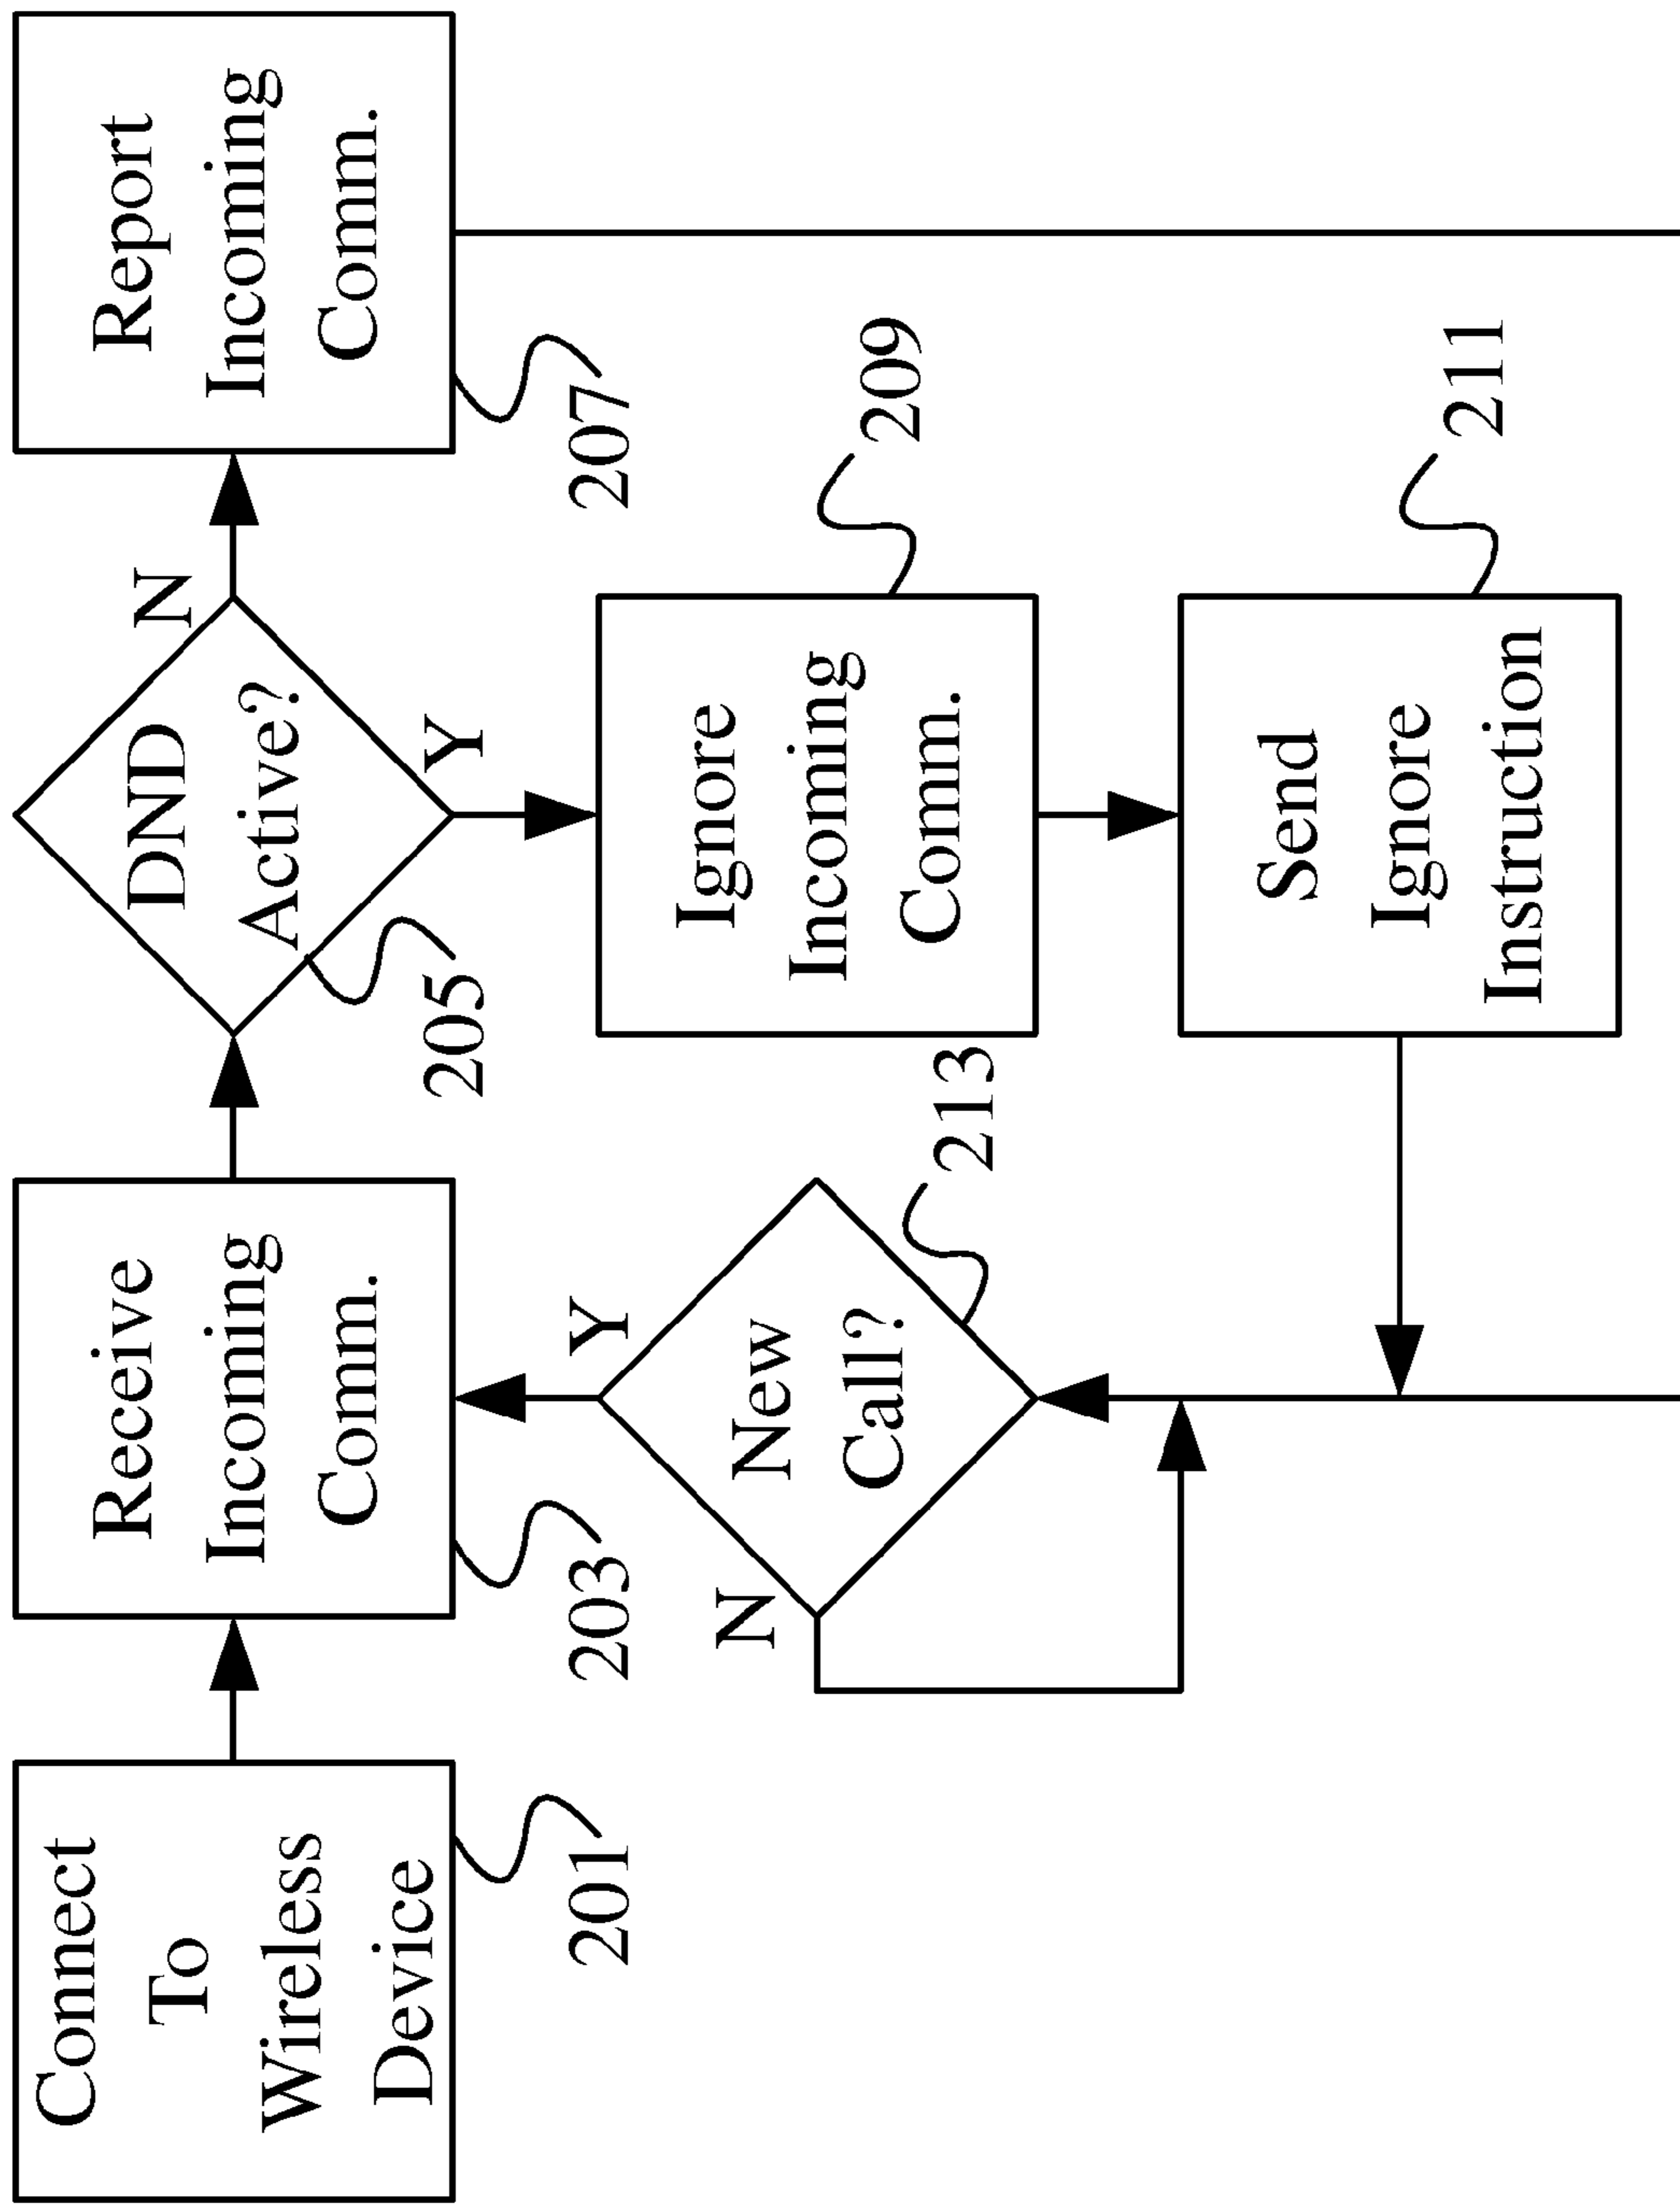 Connect
To
Wireless
Device
201
Receive
Incoming
Comm.
203
DND
Active?
205
N
Y
Report
Incoming
Comm.
207
Ignore
Incoming
Comm.
209
Send
Ignore
Instruction
211
New
Call?
213
Y
N